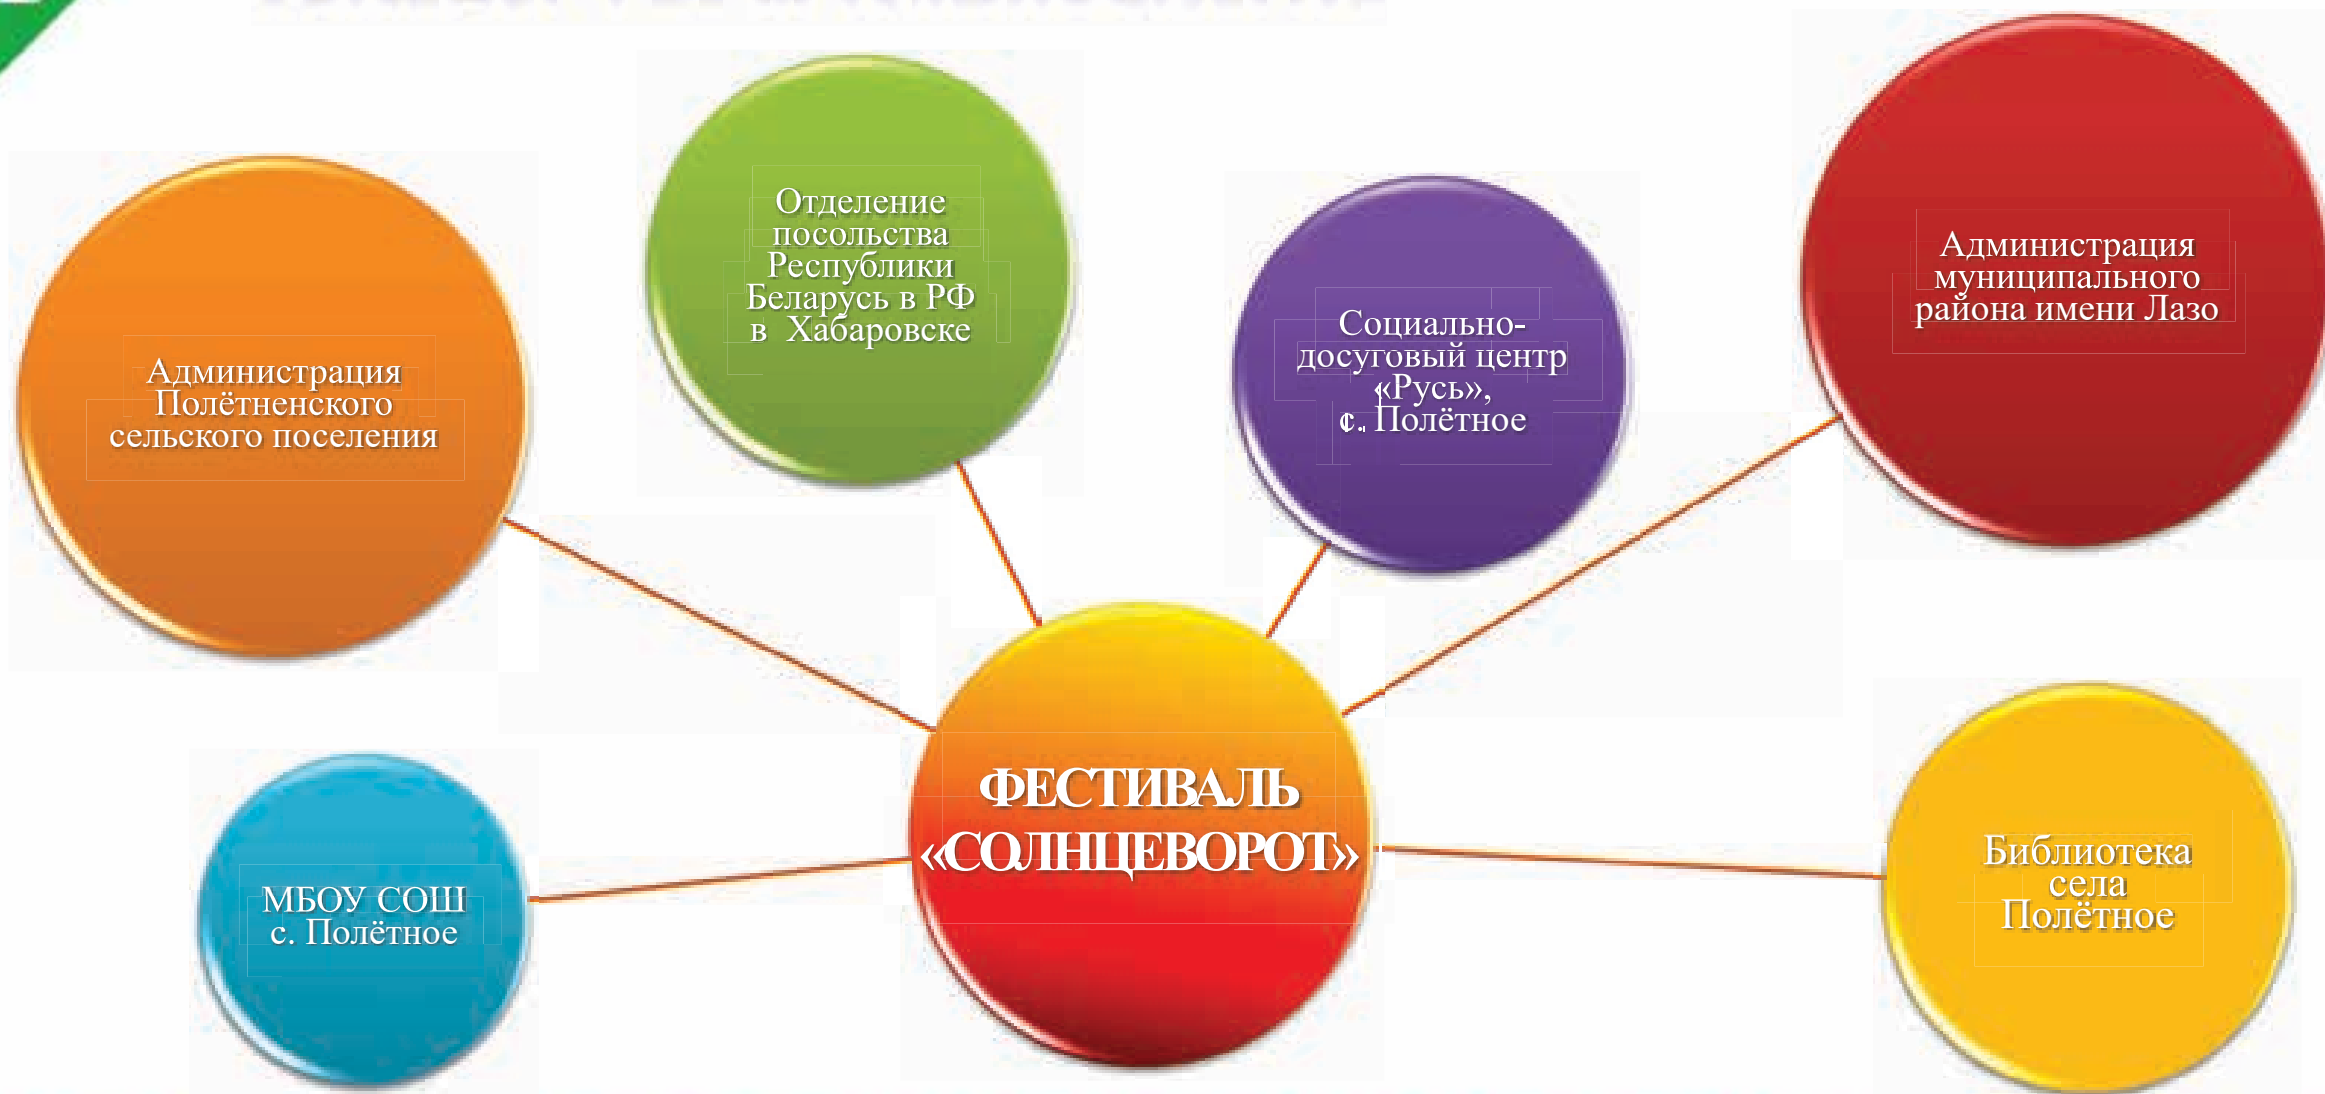 Отделение
посольства
Республики
Беларусь в РФ
в Хабаровске
Администрация
муниципального
района имени Лазо
Социально-
досуговый центр
«Русь»,
с. Полётное
Администрация
Полётненского
сельского поселения
ФЕСТИВАЛЬ
«СОЛНЦЕВОРОТ»
МБОУ СОШ
с. Полётное
Библиотека
села
Полётное